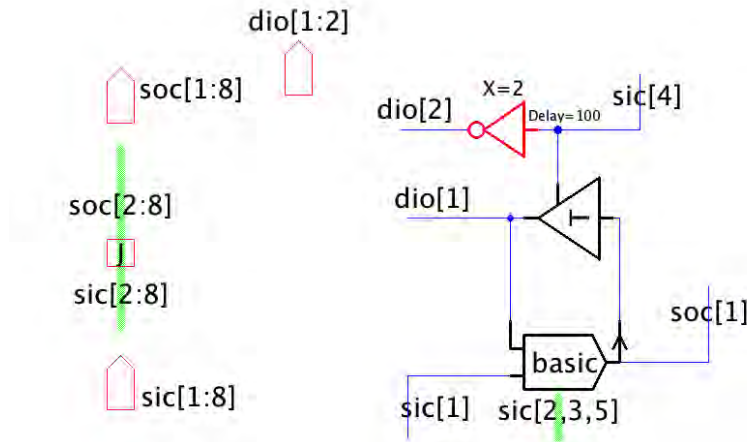 dio[1:2]
soc[1:8]
X=2
sic[4]
dio[2]
Delay=100
soc[2:8]
dio[1]
T
J
sic[2:8]
soc[1]
basic
sic[1:8]
sic[1]
sic[2,3,5]